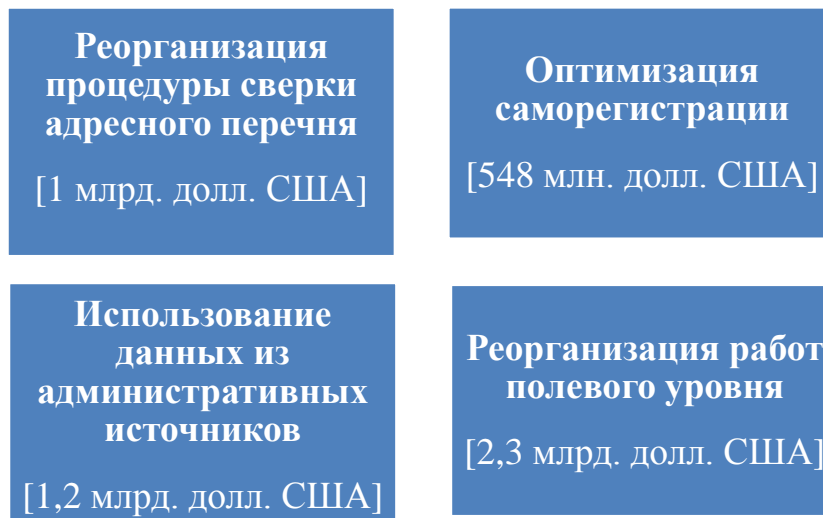 Реорганизация
процедуры сверки
адресного перечня
[1 млрд. долл. США]
Оптимизация
саморегистрации
[548 млн. долл. США]
Использование
данных из
административных
источников
[1,2 млрд. долл. США]
Реорганизация работ
полевого уровня
[2,3 млрд. долл. США]